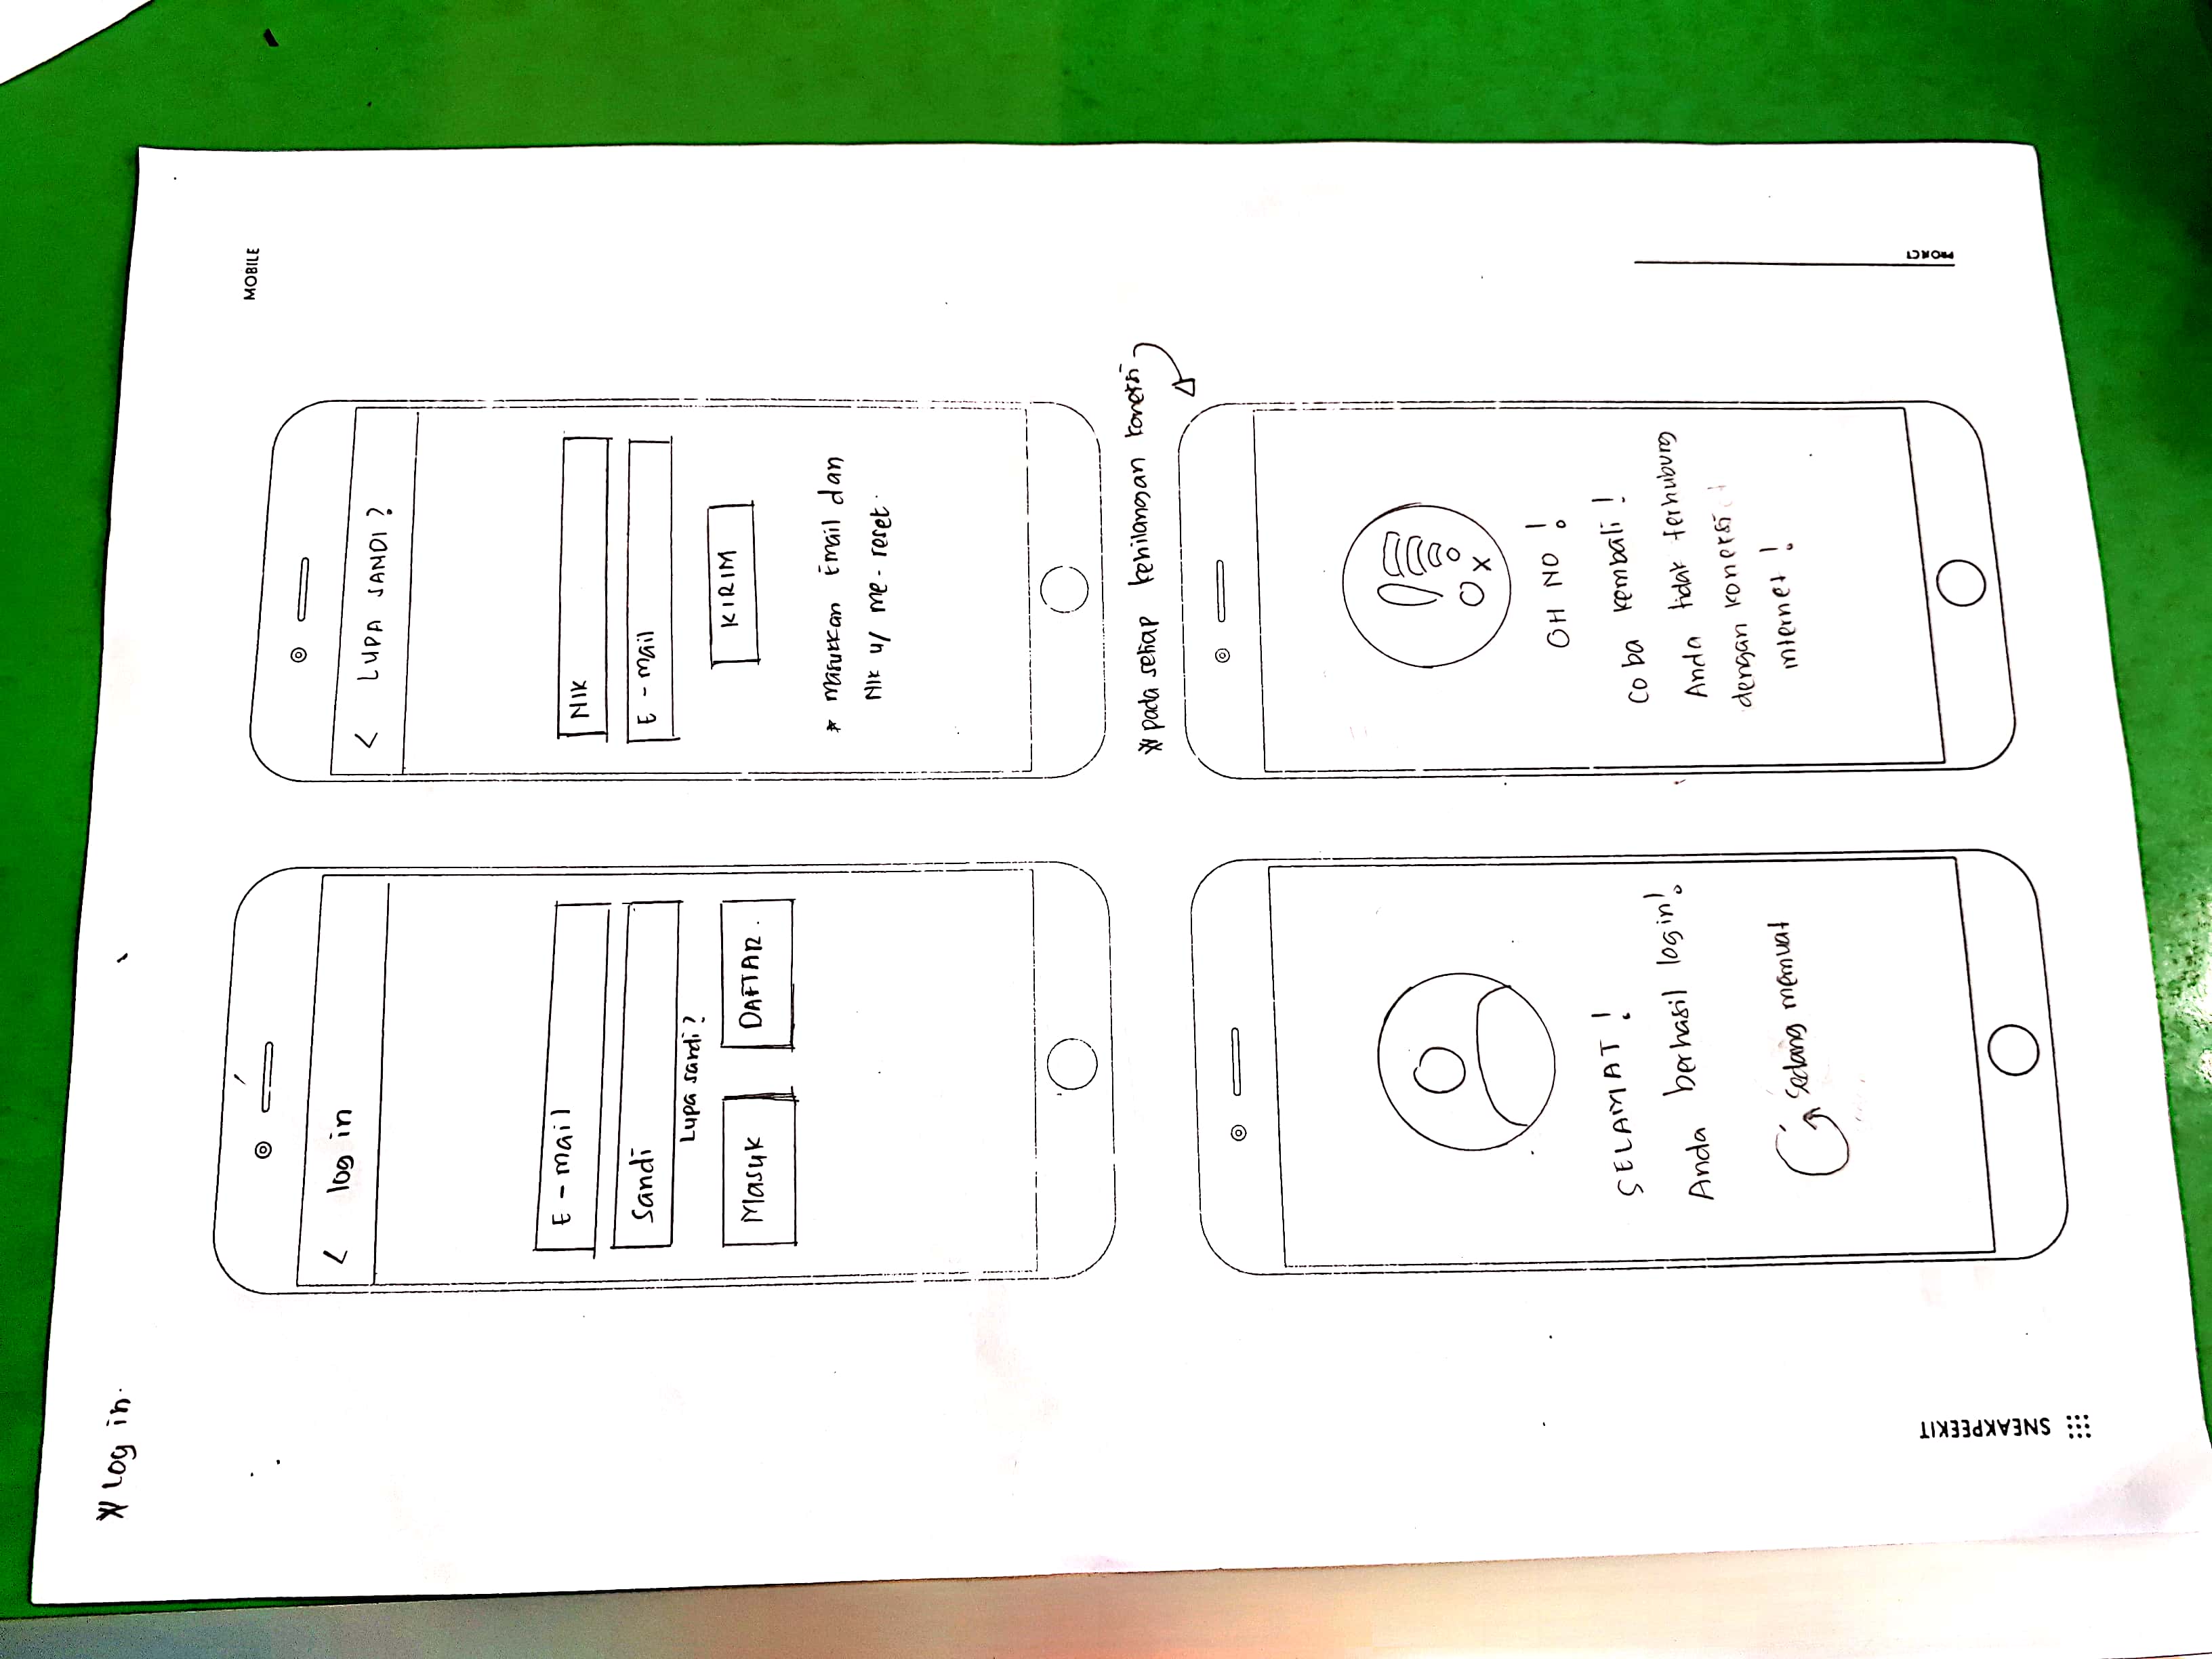 ※ Log in.
MOBILE
< log in
E - mail
Sandi
Lupa sandi?
MASUK
DAFTAR.
< LUPA SANDI ?
NIK
E - mail
KIRIM
* Masukkan Email dan
NIK u/ me-reset.
SELAMAT !
Anda berhasil login!
Sedang memuat
※ pada setiap kehilangan koneksi
OH NO !
Coba kembali !
Anda tidak terhubung
dengan koneksi
internet !
SNEAKPEEKIT
PROJECT